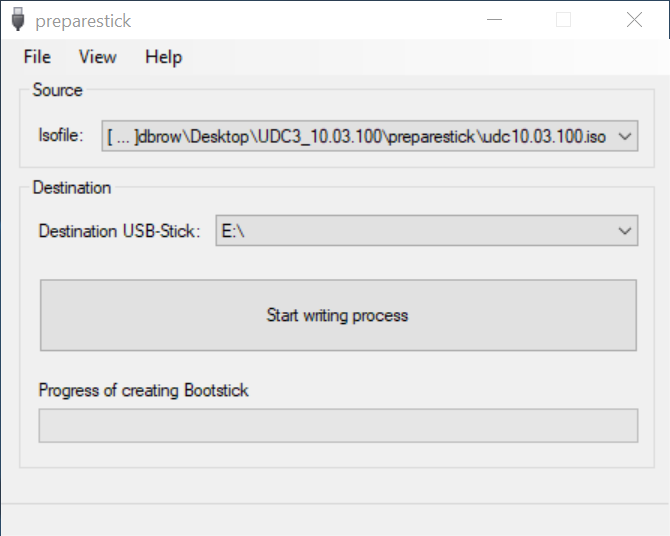 preparestick
File View Help
Source
Isofile: [ ... ]dbrow\Desktop\UDC3_10.03.100\preparestick\udc10.03.100.iso
Destination
Destination USB-Stick: E:\
Start writing process
Progress of creating Bootstick